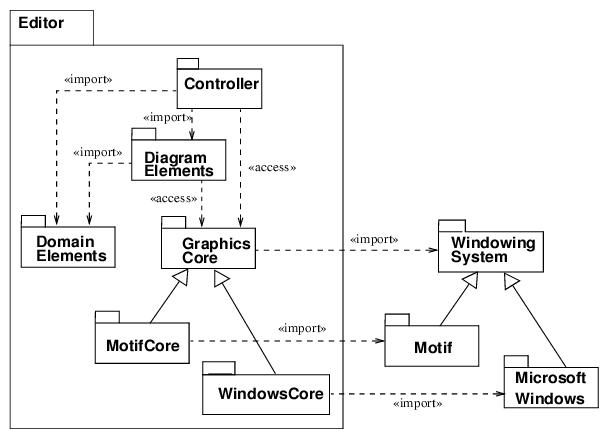 Editor
Controller
«import»
«import»
Diagram
Elements
«import»
«access»
«access»
Domain
Elements
Graphics
Core
«import»
Windowing
System
MotifCore
«import»
Motif
WindowsCore
«import»
Microsoft
Windows